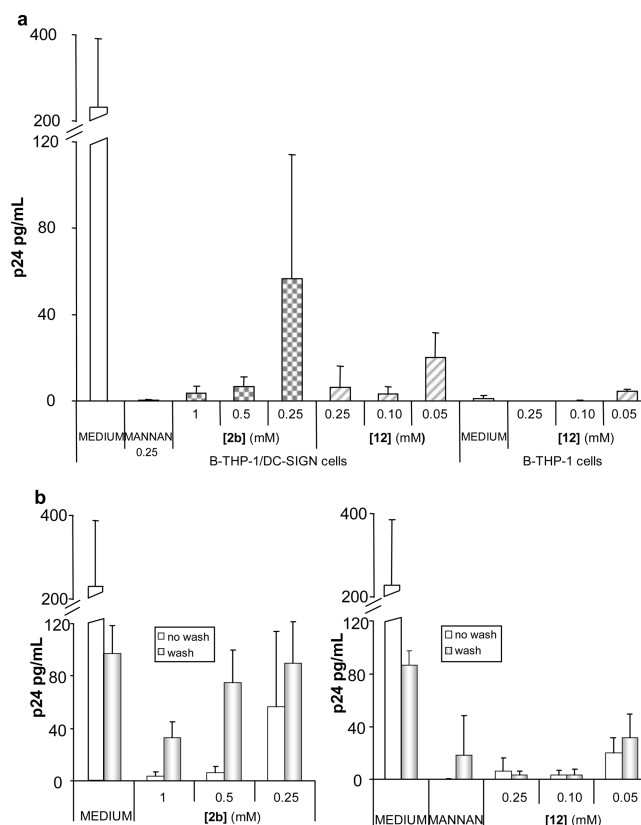 a
400
200
120
80
40
0
p24 pg/mL
1 0.5 0.25 0.25 0.10 0.05 0.25 0.10 0.05
MEDIUM MANNAN 0.25 [2b] (mM) [12] (mM) MEDIUM [12] (mM)
B-THP-1/DC-SIGN cells B-THP-1 cells
b
400
200
120
80
40
0
p24 pg/mL
no wash
wash
1 0.5 0.25
MEDIUM [2b] (mM)
400
200
120
80
40
0
p24 pg/mL
no wash
wash
0.25 0.10 0.05
MEDIUM MANNAN [12] (mM)